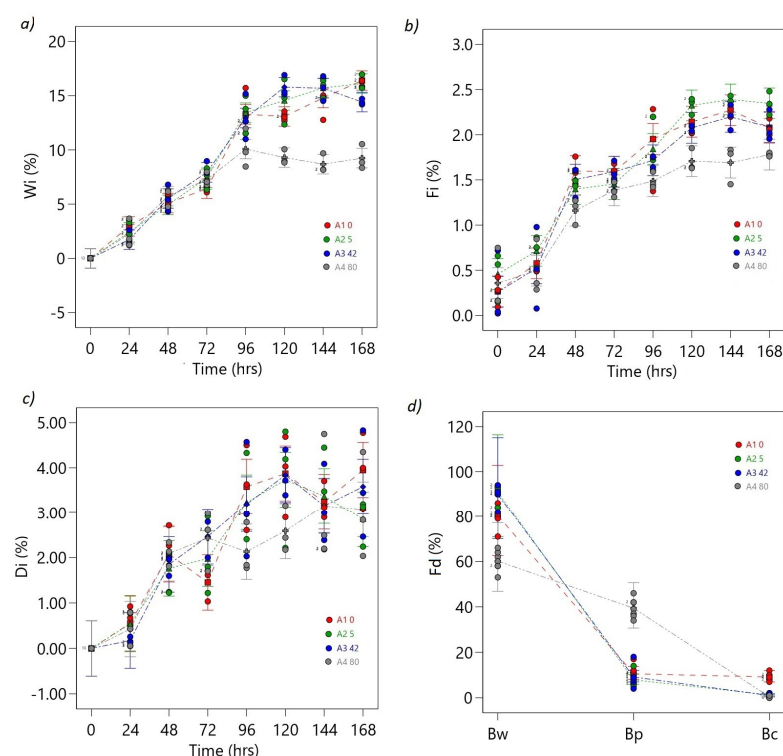 a)
20
15
10
5
0
-5
Wi (%)
A1 0
A2 5
A3 42
A4 80
0 24 48 72 96 120 144 168
Time (hrs)
b)
3.0
2.5
2.0
1.5
1.0
0.5
0.0
Fi (%)
A1 0
A2 5
A3 42
A4 80
0 24 48 72 96 120 144 168
Time (hrs)
c)
5.00
4.00
3.00
2.00
1.00
0.00
-1.00
Di (%)
A1 0
A2 5
A3 42
A4 80
0 24 48 72 96 120 144 168
Time (hrs)
d)
120
100
80
60
40
20
0
Fd (%)
A1 0
A2 5
A3 42
A4 80
Bw Bp Bc